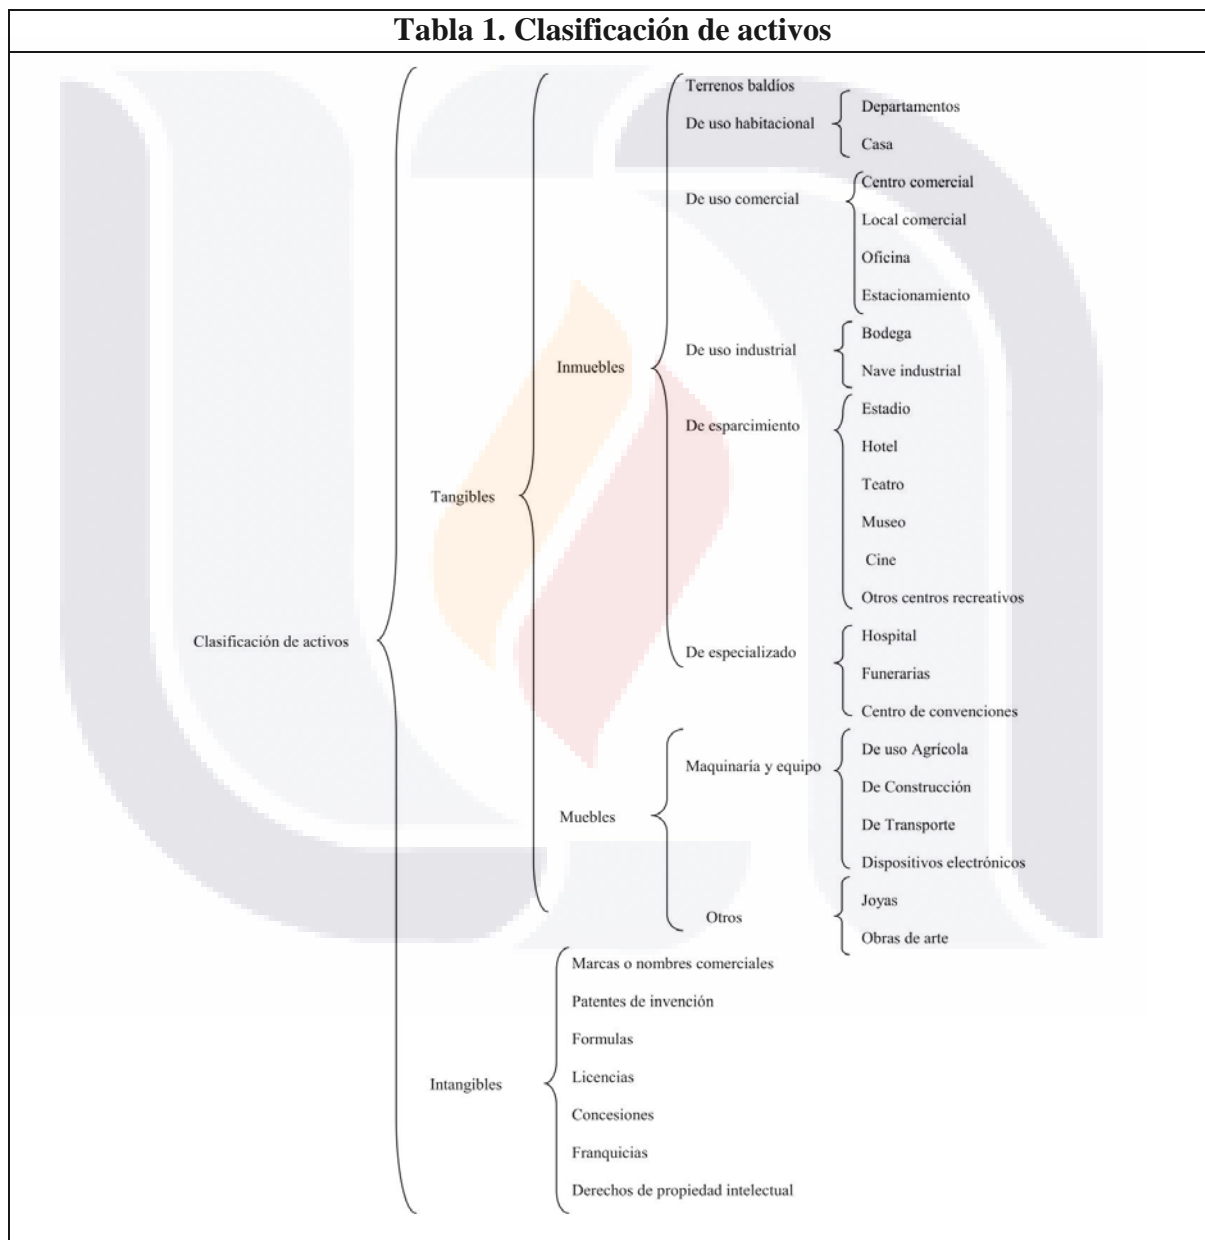 Tabla 1. Clasificación de activos
Clasificación de activos
Tangibles
Inmuebles
Terrenos baldíos
De uso habitacional
Departamentos
Casa
De uso comercial
Centro comercial
Local comercial
Oficina
Estacionamiento
De uso industrial
Bodega
Nave industrial
De esparcimiento
Estadio
Hotel
Teatro
Museo
Cine
Otros centros recreativos
De especializado
Hospital
Funerarias
Centro de convenciones
Muebles
Maquinaría y equipo
De uso Agrícola
De Construcción
De Transporte
Dispositivos electrónicos
Otros
Joyas
Obras de arte
Intangibles
Marcas o nombres comerciales
Patentes de invención
Formulas
Licencias
Concesiones
Franquicias
Derechos de propiedad intelectual